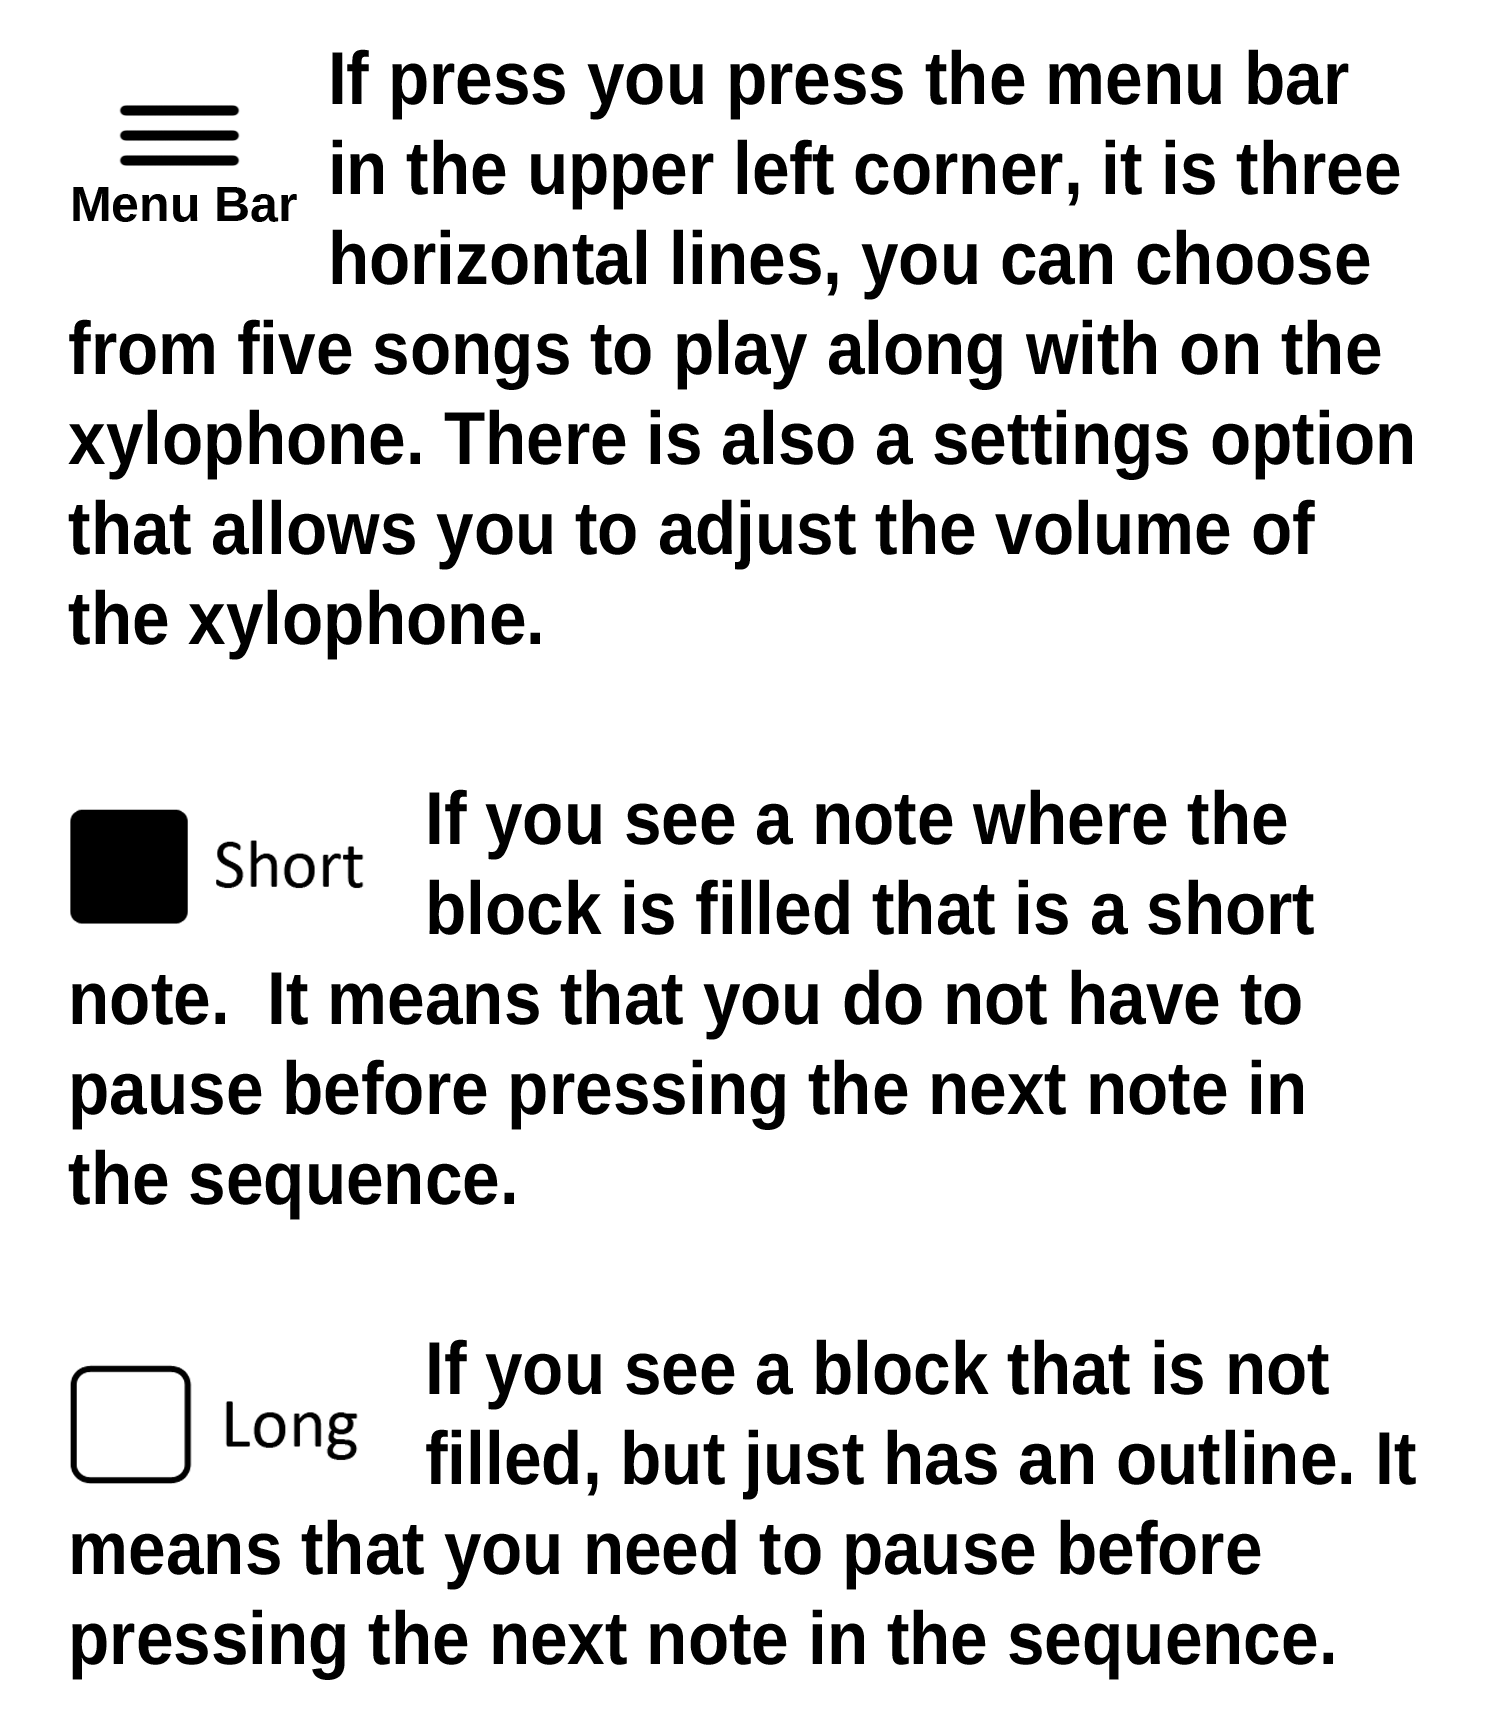 If press you press the menu bar
in the upper left corner, it is three
Menu Bar
horizontal lines, you can choose
from five songs to play along with on the
xylophone. There is also a settings option
that allows you to adjust the volume of
the xylophone.
Short
If you see a note where the
block is filled that is a short
note.  It means that you do not have to
pause before pressing the next note in
the sequence.
Long
If you see a block that is not
filled, but just has an outline. It
means that you need to pause before
pressing the next note in the sequence.